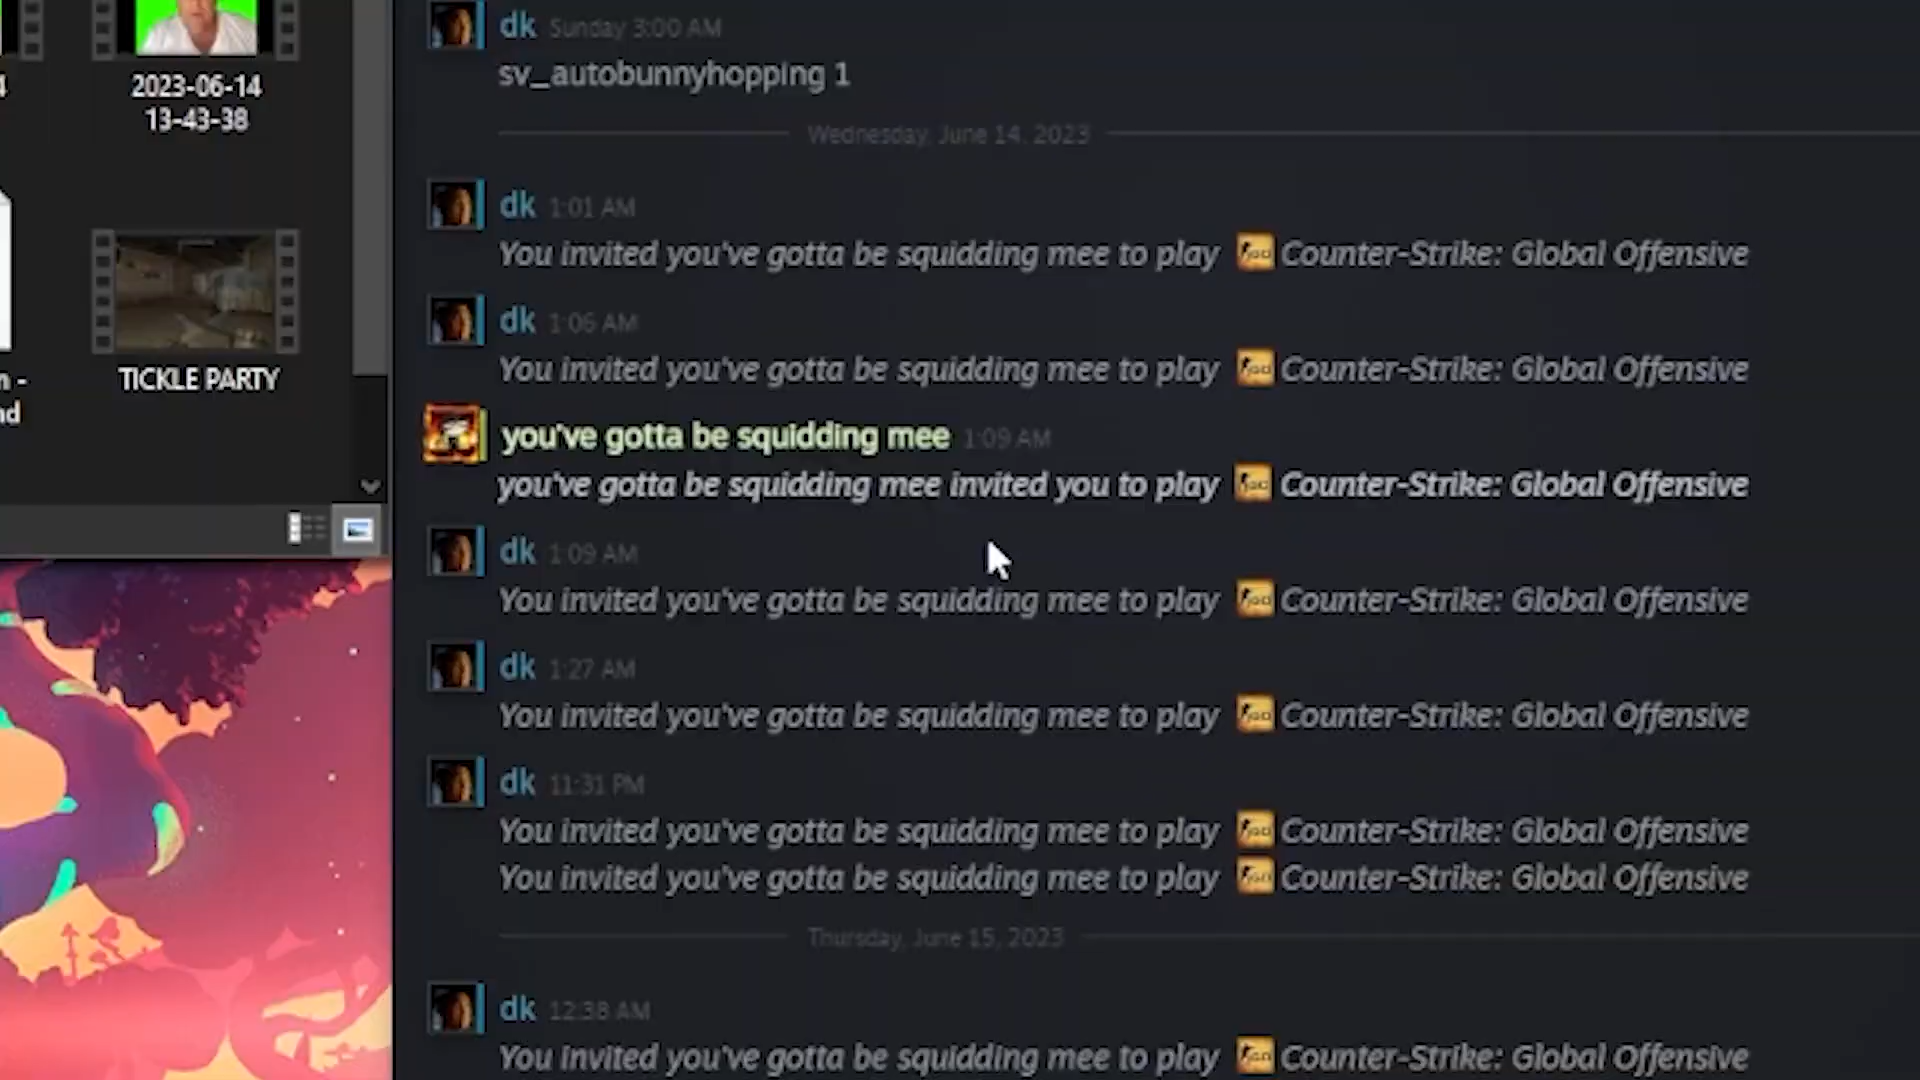 4
2023-06-14
13-43-38
n -
nd
TICKLE PARTY
dk Sunday 3:00 AM
sv_autobunnyhopping 1
Wednesday, June 14, 2023
dk 1:01 AM
You invited you've gotta be squidding mee to play Counter-Strike: Global Offensive
dk 1:06 AM
You invited you've gotta be squidding mee to play Counter-Strike: Global Offensive
you've gotta be squidding mee 1:09 AM
you've gotta be squidding mee invited you to play Counter-Strike: Global Offensive
dk 1:09 AM
You invited you've gotta be squidding mee to play Counter-Strike: Global Offensive
dk 1:27 AM
You invited you've gotta be squidding mee to play Counter-Strike: Global Offensive
dk 11:31 PM
You invited you've gotta be squidding mee to play Counter-Strike: Global Offensive
You invited you've gotta be squidding mee to play Counter-Strike: Global Offensive
Thursday, June 15, 2023
dk 12:38 AM
You invited you've gotta be squidding mee to play Counter-Strike: Global Offensive